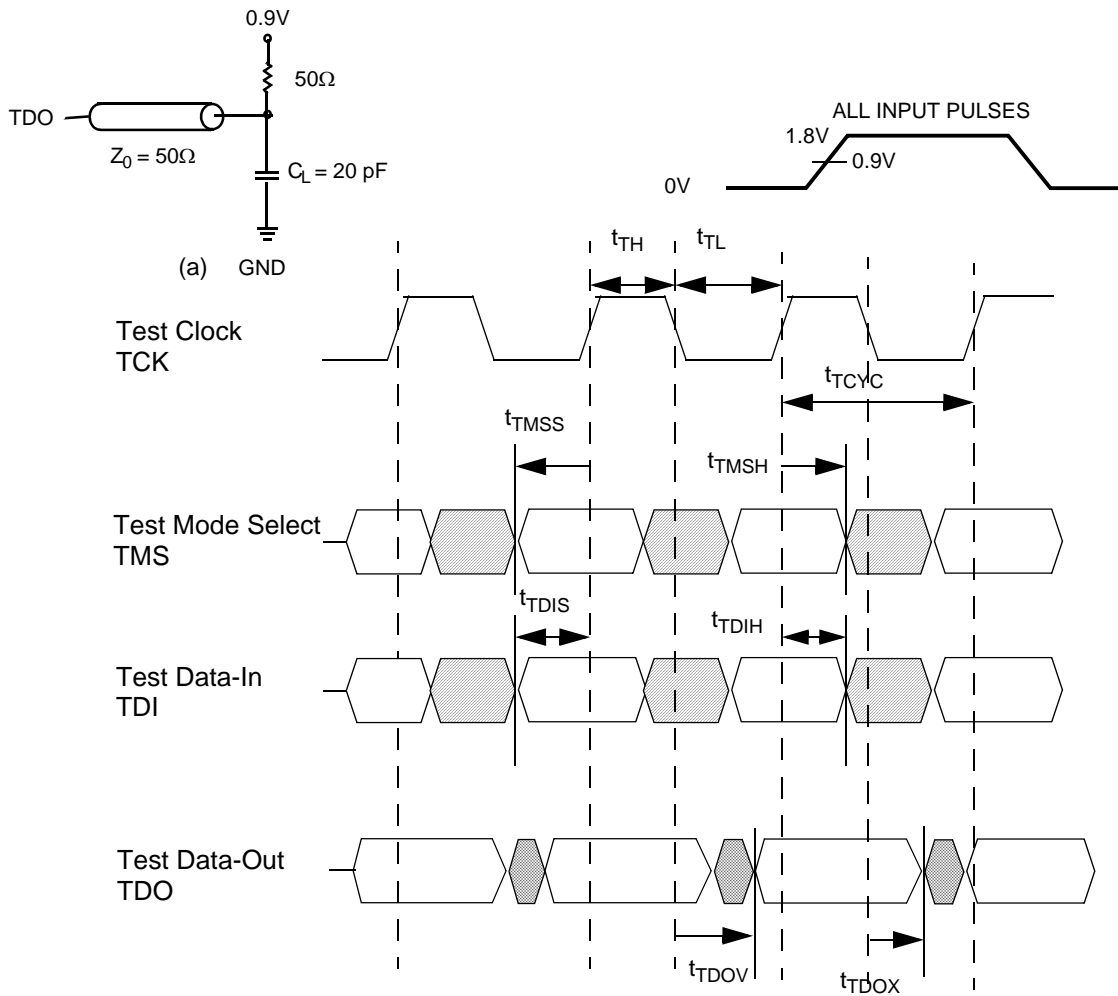 0.9V
50Ω
TDO
Z0 = 50Ω
CL = 20 pF
(a) GND
ALL INPUT PULSES
1.8V
0.9V
0V
tTH
tTL
Test Clock
TCK
tTCYC
tTMSS
tTMSH
Test Mode Select
TMS
tTDIS
tTDIH
Test Data-In
TDI
Test Data-Out
TDO
tTDOV
tTDOX